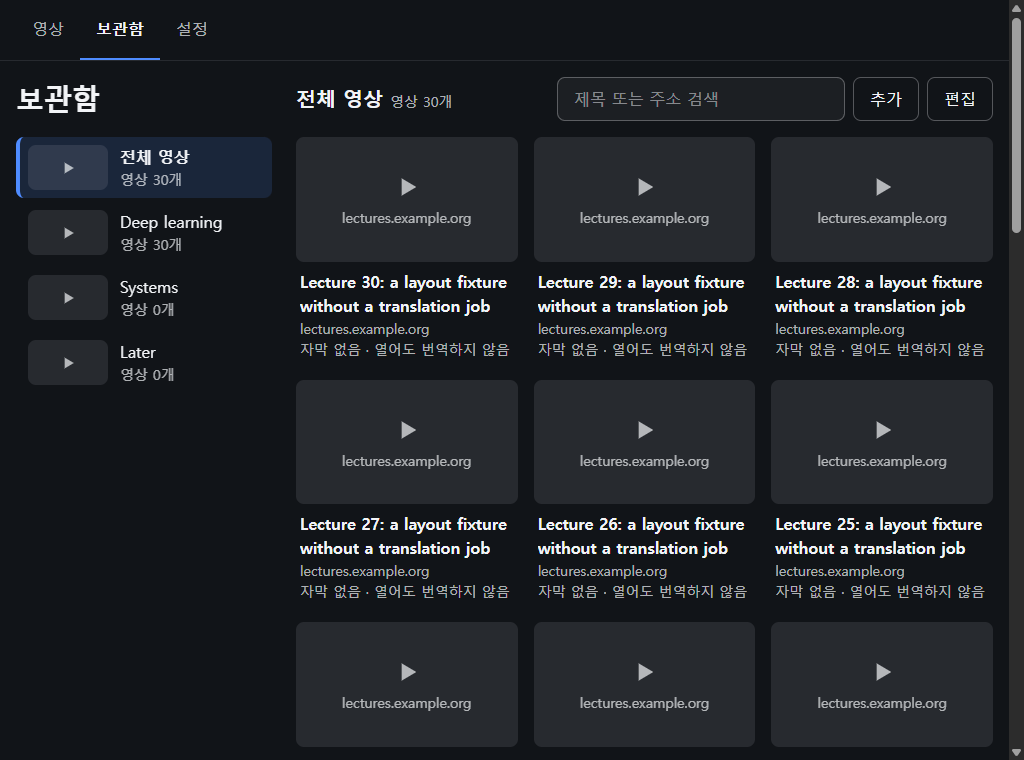 영상 보관함 설정
보관함
전체 영상
영상 30개
Deep learning
영상 30개
Systems
영상 0개
Later
영상 0개
전체 영상 영상 30개 제목 또는 주소 검색 추가 편집
lectures.example.org
Lecture 30: a layout fixture
without a translation job
lectures.example.org
자막 없음 · 열어도 번역하지 않음
lectures.example.org
Lecture 29: a layout fixture
without a translation job
lectures.example.org
자막 없음 · 열어도 번역하지 않음
lectures.example.org
Lecture 28: a layout fixture
without a translation job
lectures.example.org
자막 없음 · 열어도 번역하지 않음
lectures.example.org
Lecture 27: a layout fixture
without a translation job
lectures.example.org
자막 없음 · 열어도 번역하지 않음
lectures.example.org
Lecture 26: a layout fixture
without a translation job
lectures.example.org
자막 없음 · 열어도 번역하지 않음
lectures.example.org
Lecture 25: a layout fixture
without a translation job
lectures.example.org
자막 없음 · 열어도 번역하지 않음
lectures.example.org
lectures.example.org
lectures.example.org